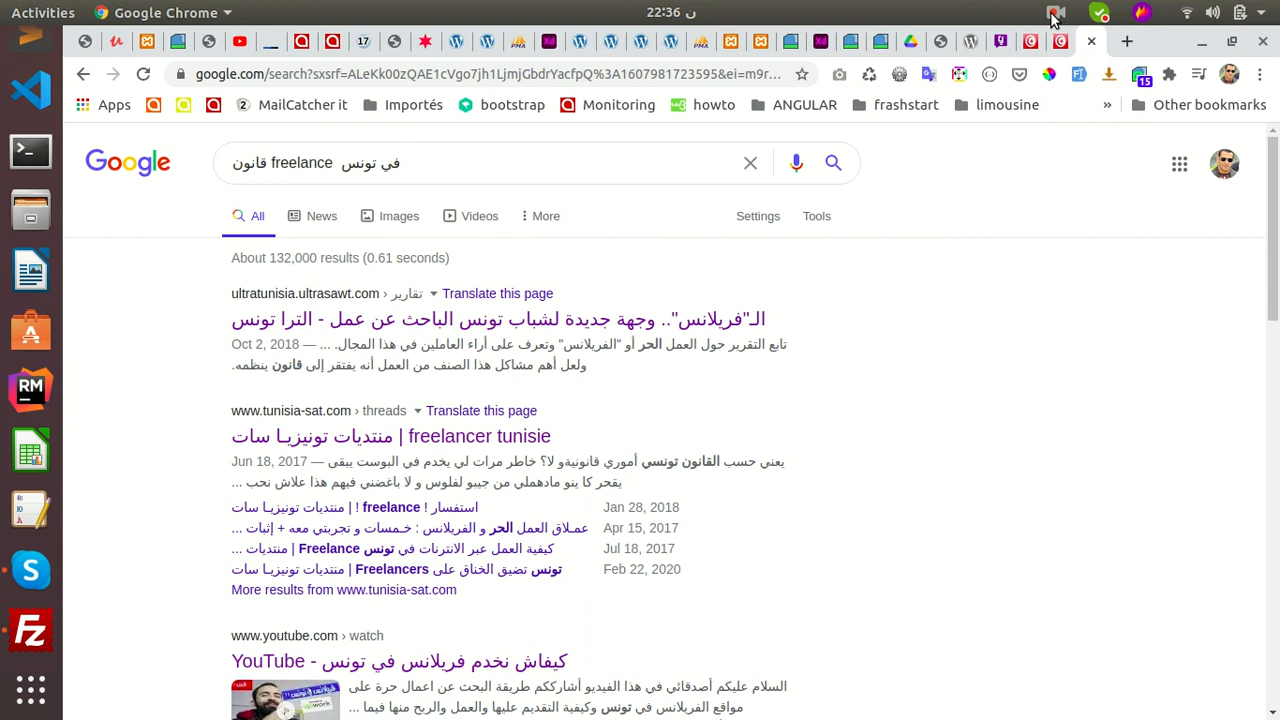 Activities
Google Chrome
22:36 ن
17
google.com/search?sxsrf=ALeKk00zQAE1cVgo7jh1LjmjGbdrYacfpQ%3A1607981723595&ei=m9r...
15
Apps
MailCatcher it
Importés
bootstrap
Monitoring
howto
ANGULAR
frashstart
limousine
»
Other bookmarks
Google
قانون freelance في تونس
All
News
Images
Videos
More
Settings
Tools
About 132,000 results (0.61 seconds)
ultratunisia.ultrasawt.com › تقارير Translate this page
الـ"فريلانس".. وجهة جديدة لشباب تونس الباحث عن عمل - الترا تونس
Oct 2, 2018 — تابع التقرير حول العمل الحر أو "الفريلانس" وتعرف على أراء العاملين في هذا المجال. ...
ولعل أهم مشاكل هذا الصنف من العمل أنه يفتقر إلى قانون ينظمه.
www.tunisia-sat.com › threads Translate this page
freelancer tunisie | منتديات تونيزيـا سات
Jun 18, 2017 — يعني حسب القانون تونسي أموري قانونيةو لا؟ خاطر مرات لي يخدم في البوست يبقى
يقحر كا ينو مادهملي من جيبو لفلوس و لا باغضني فيهم هذا علاش نحب ...
استفسار ! freelance ! | منتديات تونيزيـا سات Jan 28, 2018
عمـلاق العمل الحر و الفريلانس : خـمسات و تجربتي معه + إثبات ... Apr 15, 2017
كيفية العمل عبر الانترنات في تونس Freelance | منتديات ... Jul 18, 2017
تونس تضيق الخناق على Freelancers | منتديات تونيزيـا سات Feb 22, 2020
More results from www.tunisia-sat.com
www.youtube.com › watch
كيفاش نخدم فريلانس في تونس - YouTube
السلام عليكم أصدقائي في هذا الفيديو أشارككم طريقة البحث عن اعمال حرة على
مواقع الفريلانس في تونس وكيفية التقديم عليها والعمل والربح منها فيما ...